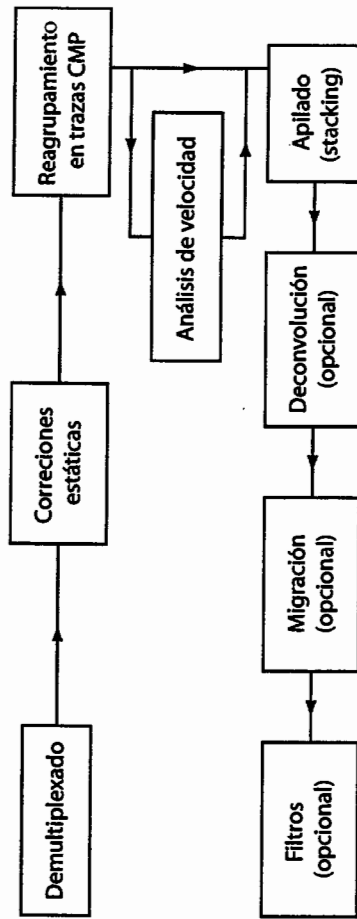 Demultiplexado
Correciones
estáticas
Reagrupamiento
en trazas CMP
Análisis de velocidad
Apilado
(stacking)
Deconvolución
(opcional)
Migración
(opcional)
Filtros
(opcional)